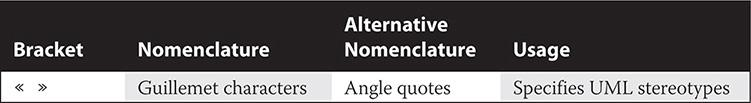 Bracket Nomenclature Alternative Nomenclature Usage
« » Guillemet characters Angle quotes Specifies UML stereotypes